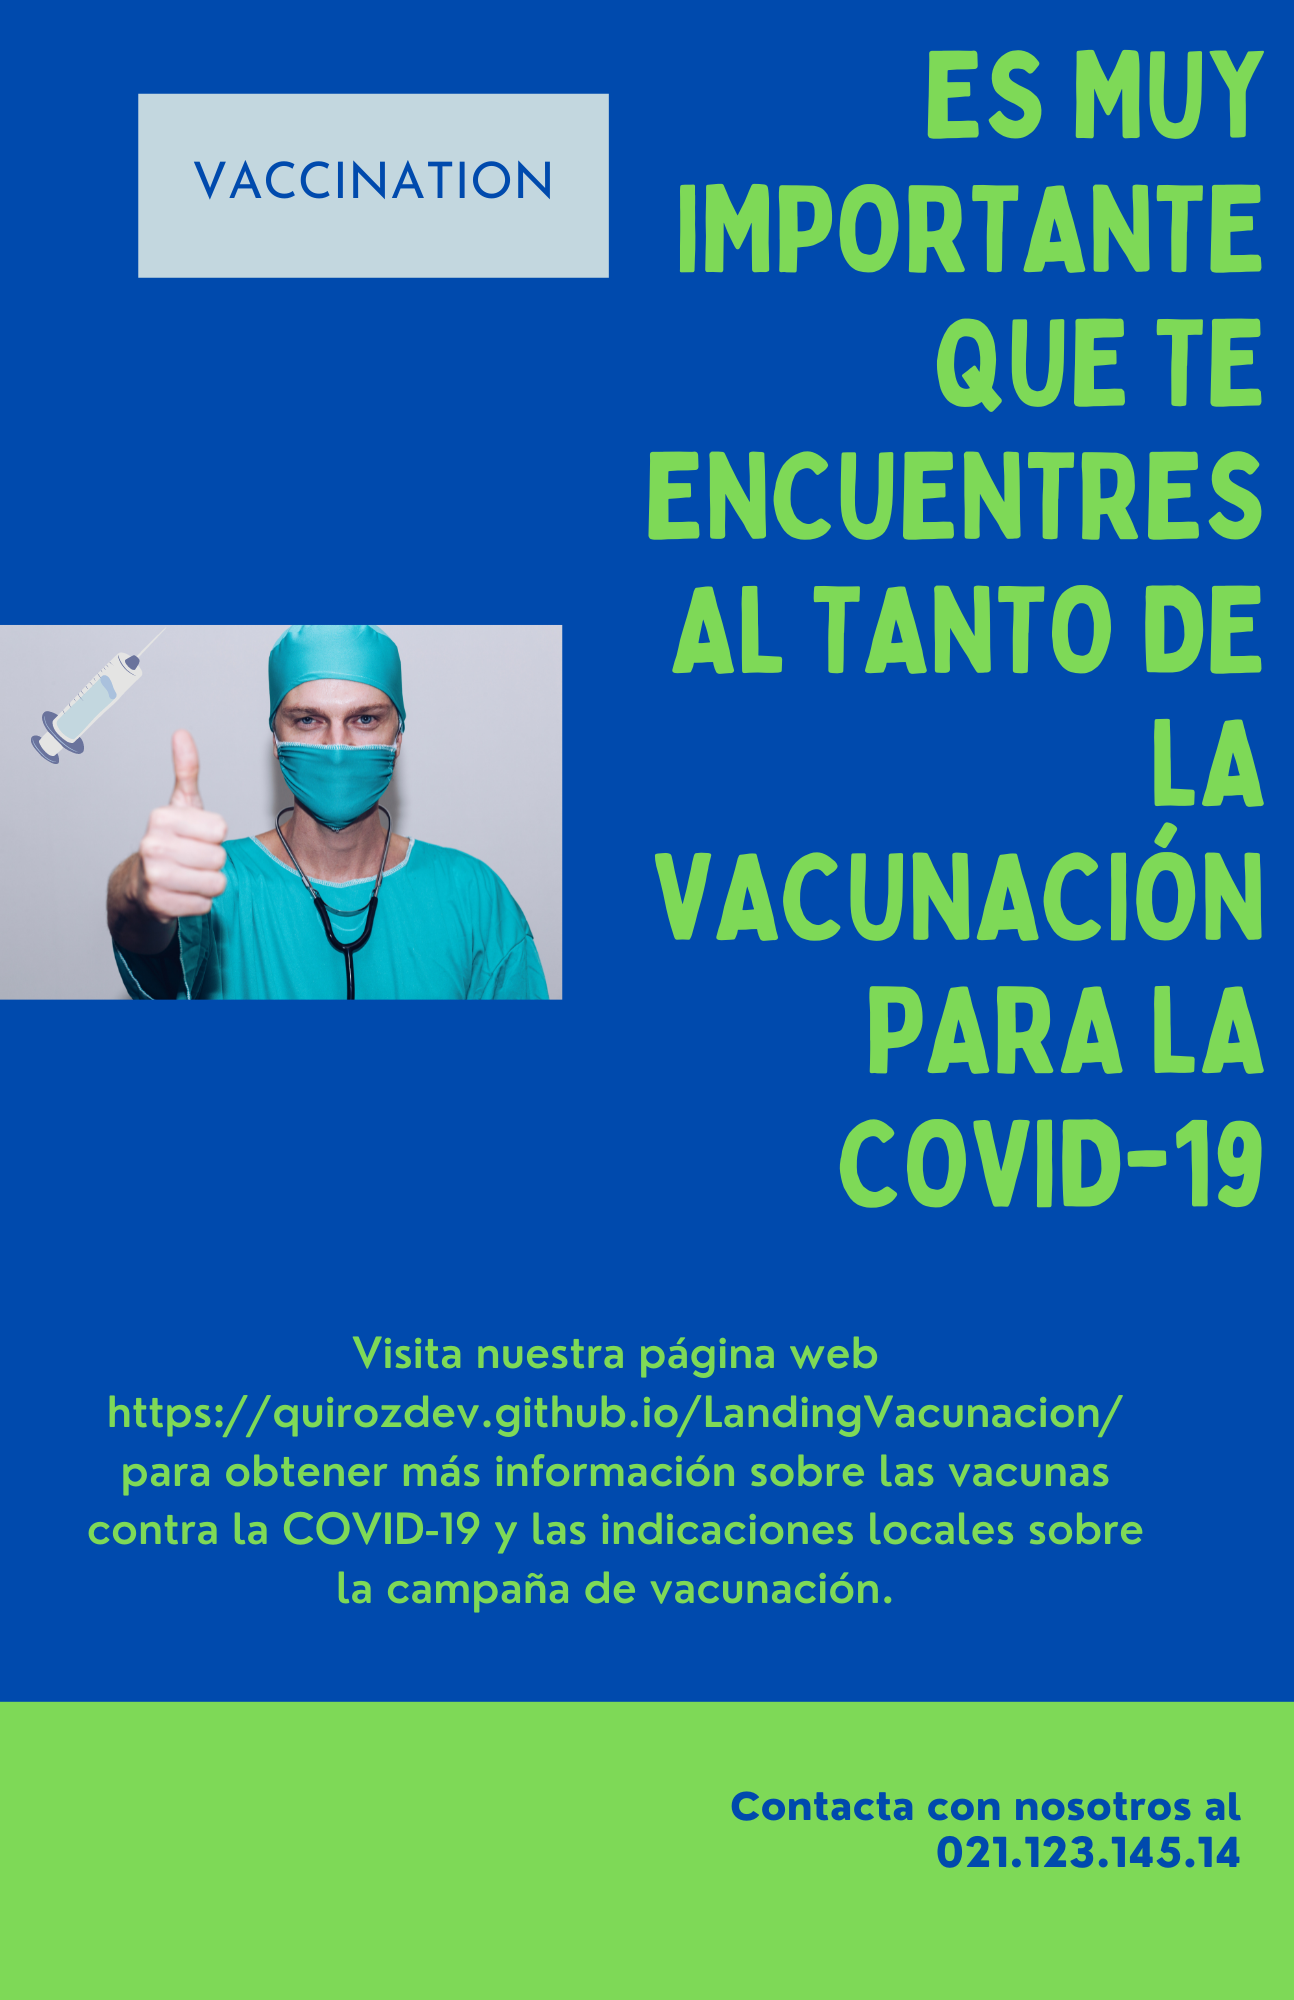 VACCINATION
ES MUY
IMPORTANTE
QUE TE
ENCUENTRES
AL TANTO DE
LA
VACUNACIÓN
PARA LA
COVID-19
Visita nuestra página web
https://quirozdev.github.io/LandingVacunacion/
para obtener más información sobre las vacunas
contra la COVID-19 y las indicaciones locales sobre
la campaña de vacunación.
Contacta con nosotros al
021.123.145.14